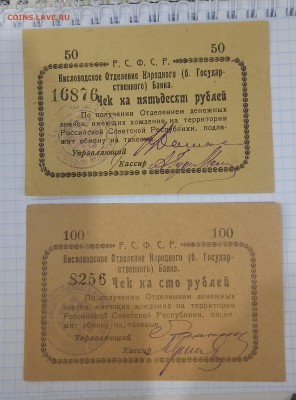 COINS.LAVE.RU
50 50
Р.С.Ф.С.Р.
Кисловодское Отделение Народного (б. Государ-
ственного) Банка.
16876 Чек на пятьдесят рублей
По получении Отделением денежных
знаков, имеющих хождение на территории
Российской Советской Республики, подле-
жит обмену на таковые.
Управляющий
Кассир
100 100
Р.С.Ф.С.Р.
Кисловодское Отделение Народного (б. Государ-
ственного) Банка.
8256 Чек на сто рублей
По получении Отделением денежных
знаков, имеющих хождение на территории
Российской Советской Республики, подле-
жит обмену на таковые.
Управляющий
Кассир